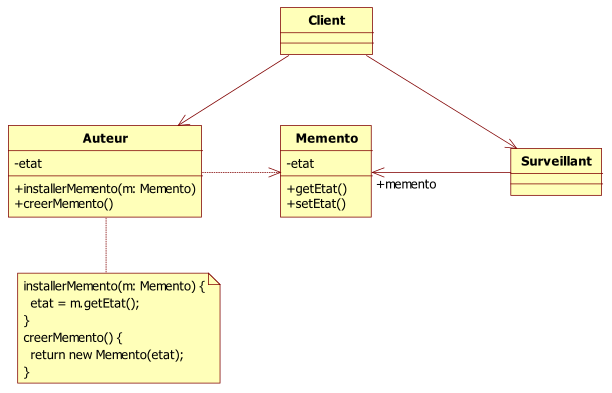 Client
Auteur
-etat
+installerMemento(m: Memento)
+creerMemento()
Memento
-etat
+getEtat()
+setEtat()
Surveillant
+memento
installerMemento(m: Memento) {
etat = m.getEtat();
}
creerMemento() {
return new Memento(etat);
}